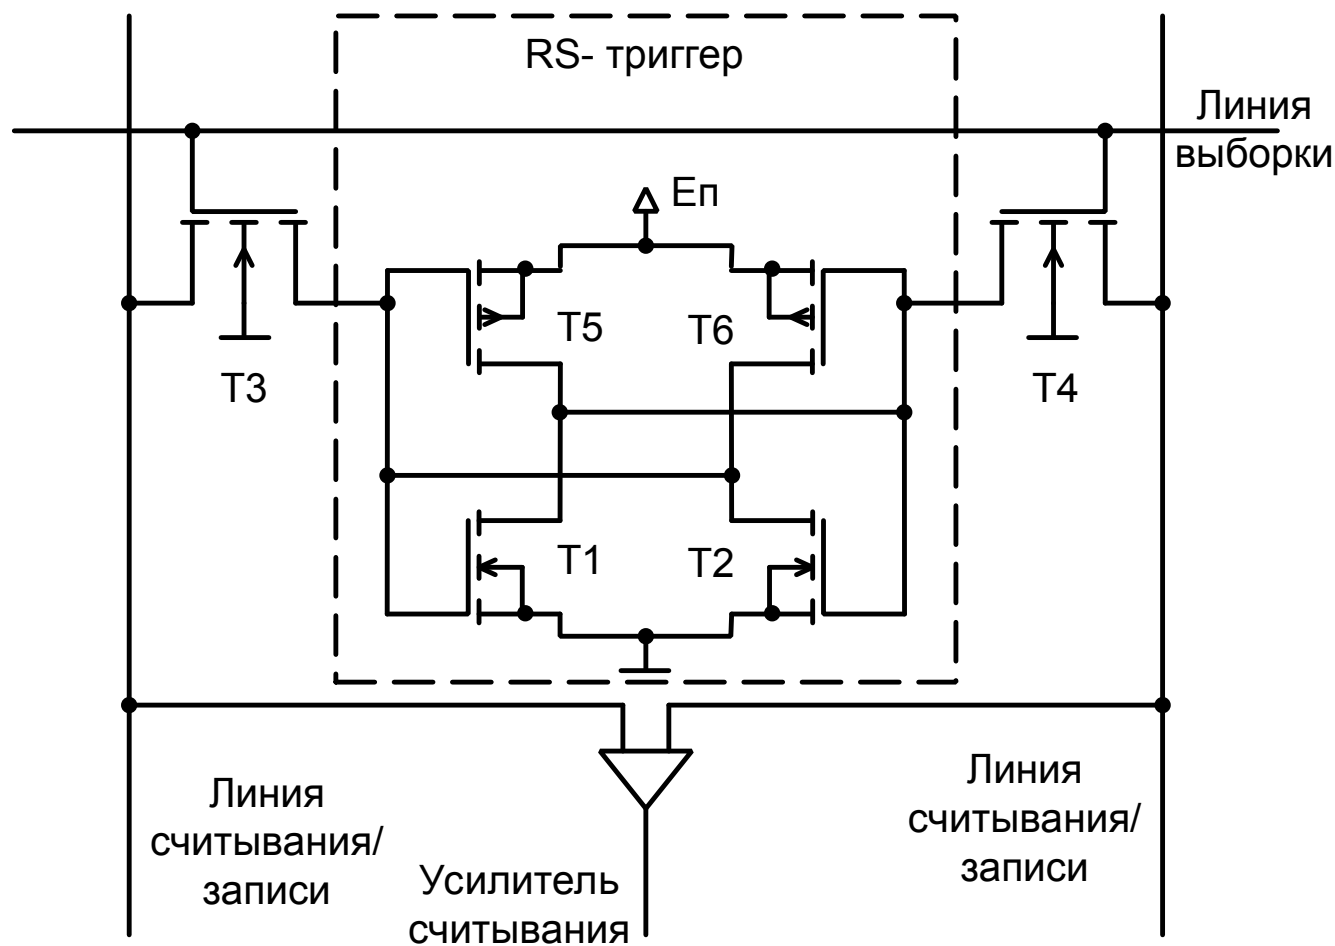 RS- триггер
Линия
выборки
Еп
T5
T6
T3
T4
T1
T2
Линия
считывания/
записи
Линия
считывания/
записи
Усилитель
считывания